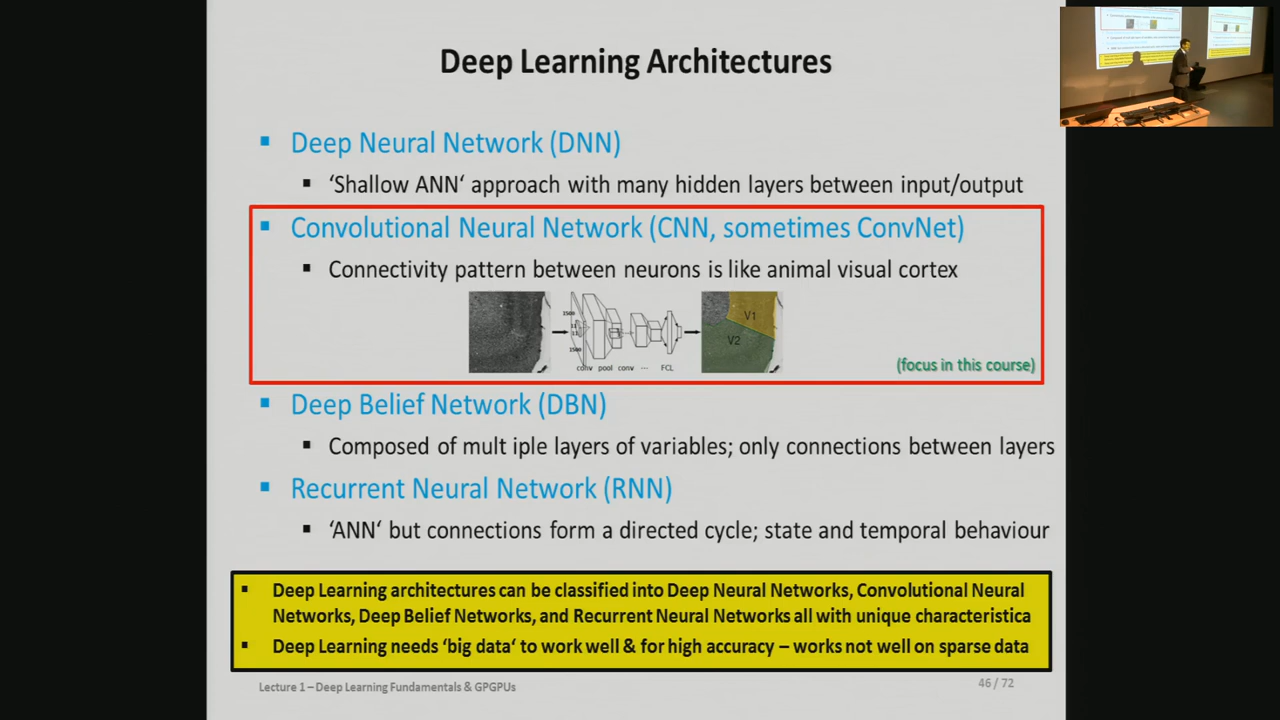 Deep Learning Architectures
▪ Deep Neural Network (DNN)
▪ ‘Shallow ANN‘ approach with many hidden layers between input/output
▪ Convolutional Neural Network (CNN, sometimes ConvNet)
▪ Connectivity pattern between neurons is like animal visual cortex
V1
V2
conv pool conv ... FCL
(focus in this course)
▪ Deep Belief Network (DBN)
▪ Composed of mult iple layers of variables; only connections between layers
▪ Recurrent Neural Network (RNN)
▪ ‘ANN‘ but connections form a directed cycle; state and temporal behaviour
▪ Deep Learning architectures can be classified into Deep Neural Networks, Convolutional Neural
Networks, Deep Belief Networks, and Recurrent Neural Networks all with unique characteristica
▪ Deep Learning needs ‘big data‘ to work well & for high accuracy – works not well on sparse data
Lecture 1 – Deep Learning Fundamentals & GPGPUs
46 / 72